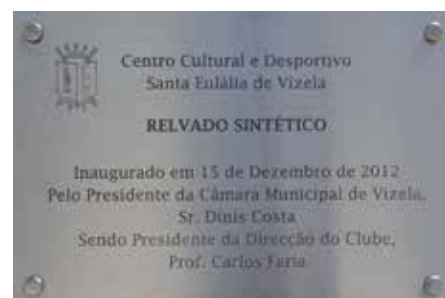 Centro Cultural e Desportivo
Santa Eulália de Vizela
RELVADO SINTÉTICO
Inaugurado em 15 de Dezembro de 2012
Pelo Presidente da Câmara Municipal de Vizela,
Sr. Dinis Costa
Sendo Presidente da Direcção do Clube,
Prof. Carlos Faria